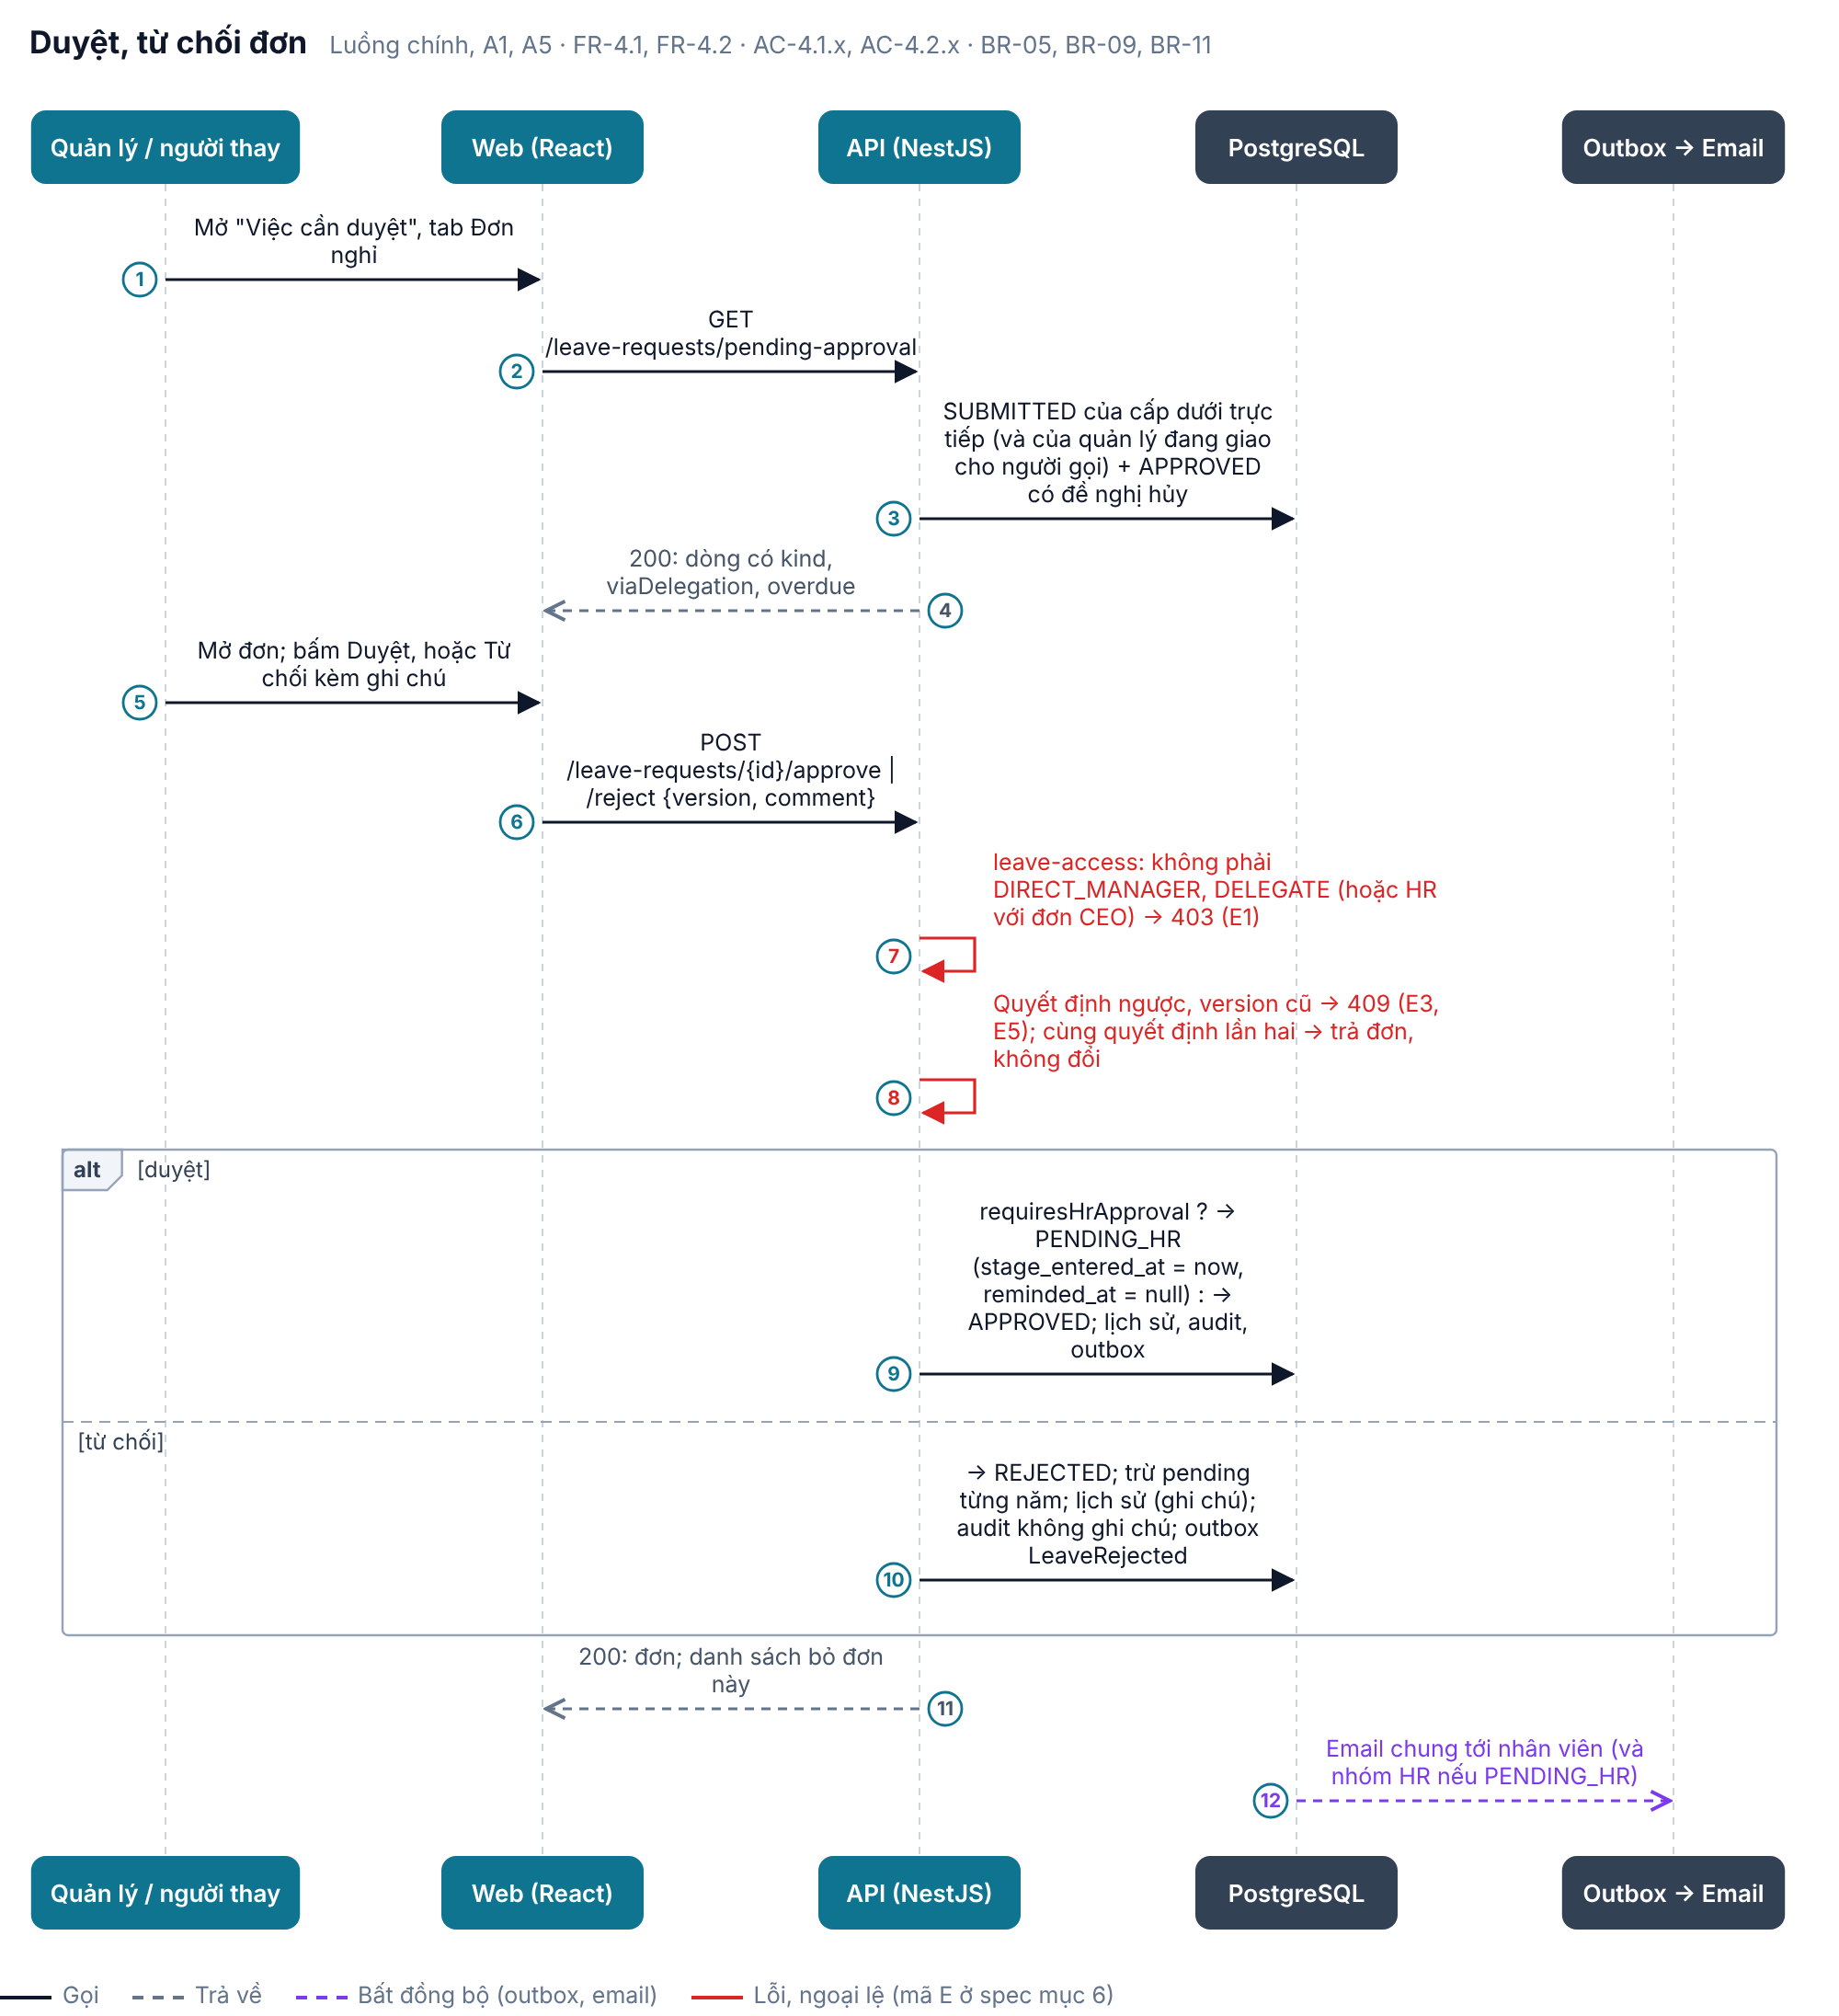 Duyệt, từ chối đơn Luồng chính, A1, A5 · FR-4.1, FR-4.2 · AC-4.1.x, AC-4.2.x · BR-05, BR-09, BR-11
Quản lý / người thay
Web (React)
API (NestJS)
PostgreSQL
Outbox → Email
Mở "Việc cần duyệt", tab Đơn
nghỉ
1
GET
/leave-requests/pending-approval
2
SUBMITTED của cấp dưới trực
tiếp (và của quản lý đang giao
cho người gọi) + APPROVED
có đề nghị hủy
3
200: dòng có kind,
viaDelegation, overdue
4
Mở đơn; bấm Duyệt, hoặc Từ
chối kèm ghi chú
5
POST
/leave-requests/{id}/approve |
/reject {version, comment}
6
leave-access: không phải
DIRECT_MANAGER, DELEGATE (hoặc HR
với đơn CEO) → 403 (E1)
7
Quyết định ngược, version cũ → 409 (E3,
E5); cùng quyết định lần hai → trả đơn,
không đổi
8
alt [duyệt]
requiresHrApproval ? →
PENDING_HR
(stage_entered_at = now,
reminded_at = null) : →
APPROVED; lịch sử, audit,
outbox
9
[từ chối]
→ REJECTED; trừ pending
từng năm; lịch sử (ghi chú);
audit không ghi chú; outbox
LeaveRejected
10
200: đơn; danh sách bỏ đơn
này
11
Email chung tới nhân viên (và
nhóm HR nếu PENDING_HR)
12
Quản lý / người thay
Web (React)
API (NestJS)
PostgreSQL
Outbox → Email
Gọi
Trả về
Bất đồng bộ (outbox, email)
Lỗi, ngoại lệ (mã E ở spec mục 6)